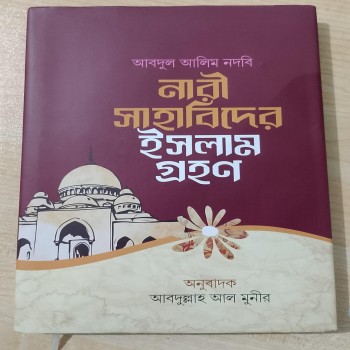 আবদুল আলিম নদবি
নারী
সাহাবিদের
ইসলাম
গ্রহণ
অনুবাদক
আবদুল্লাহ আল মুনীর